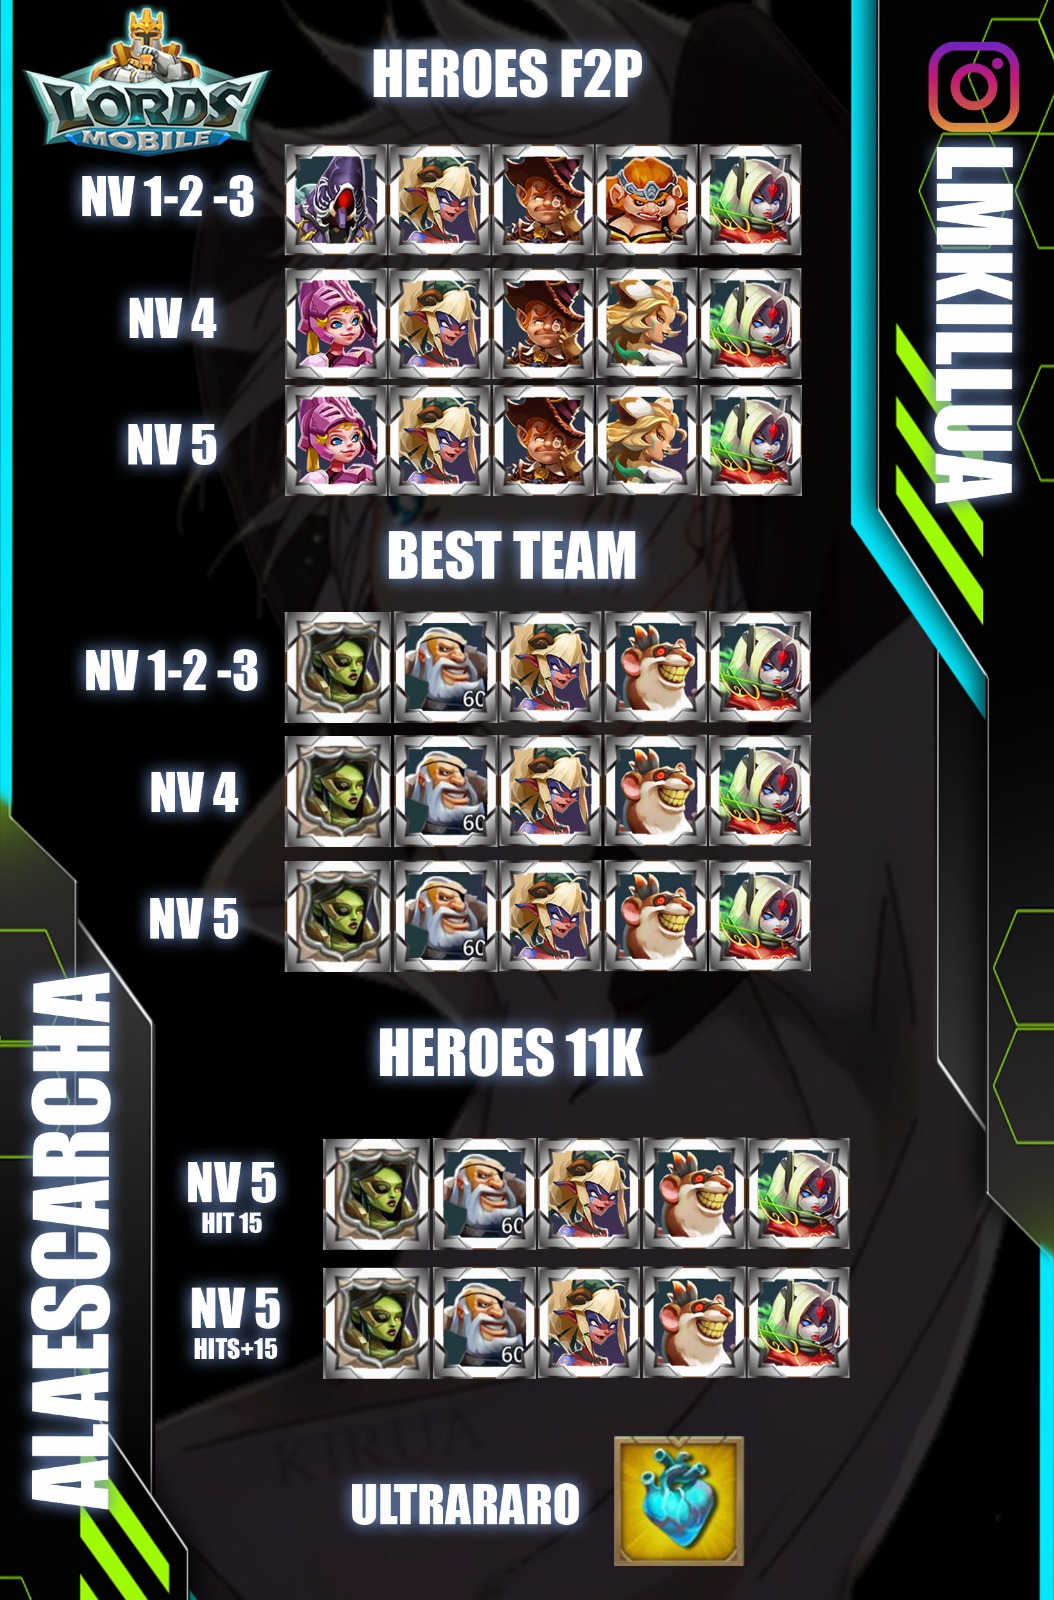 LORDS
MOBILE
HEROES F2P
NV 1-2 -3
NV 4
NV 5
LMKILLUA
BEST TEAM
NV 1-2 -3
60
NV 4
60
NV 5
60
ALAESCARCHA
HEROES 11K
NV 5
HIT 15
60
NV 5
HITS+15
60
KIRUA
ULTRARARO